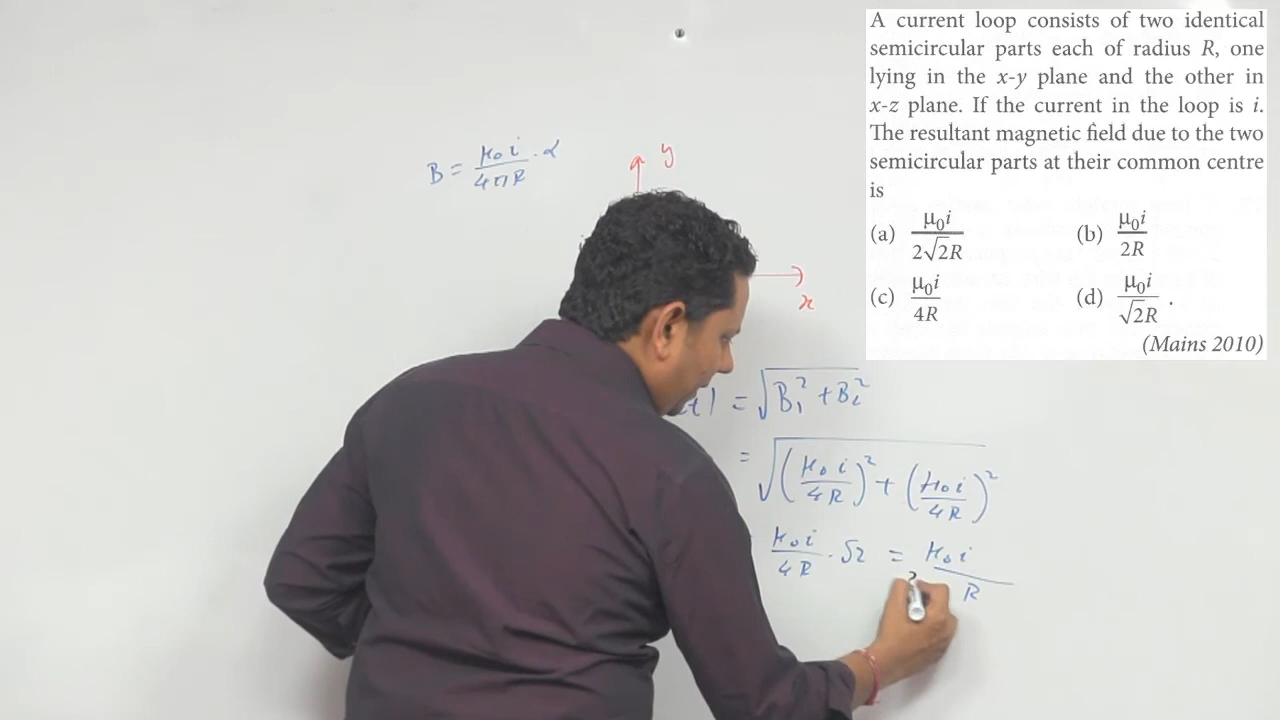 A current loop consists of two identical
semicircular parts each of radius R, one
lying in the x-y plane and the other in
x-z plane. If the current in the loop is i.
The resultant magnetic field due to the two
semicircular parts at their common centre
is
(a) μ₀i / 2√2R (b) μ₀i / 2R
(c) μ₀i / 4R (d) μ₀i / √2R .
(Mains 2010)
B = μ₀i / 4πR . α
y
x
| = √B₁² + B₂²
= √(μ₀i / 4R)² + (μ₀i / 4R)²
μ₀i / 4R . √2 = μ₀i / R